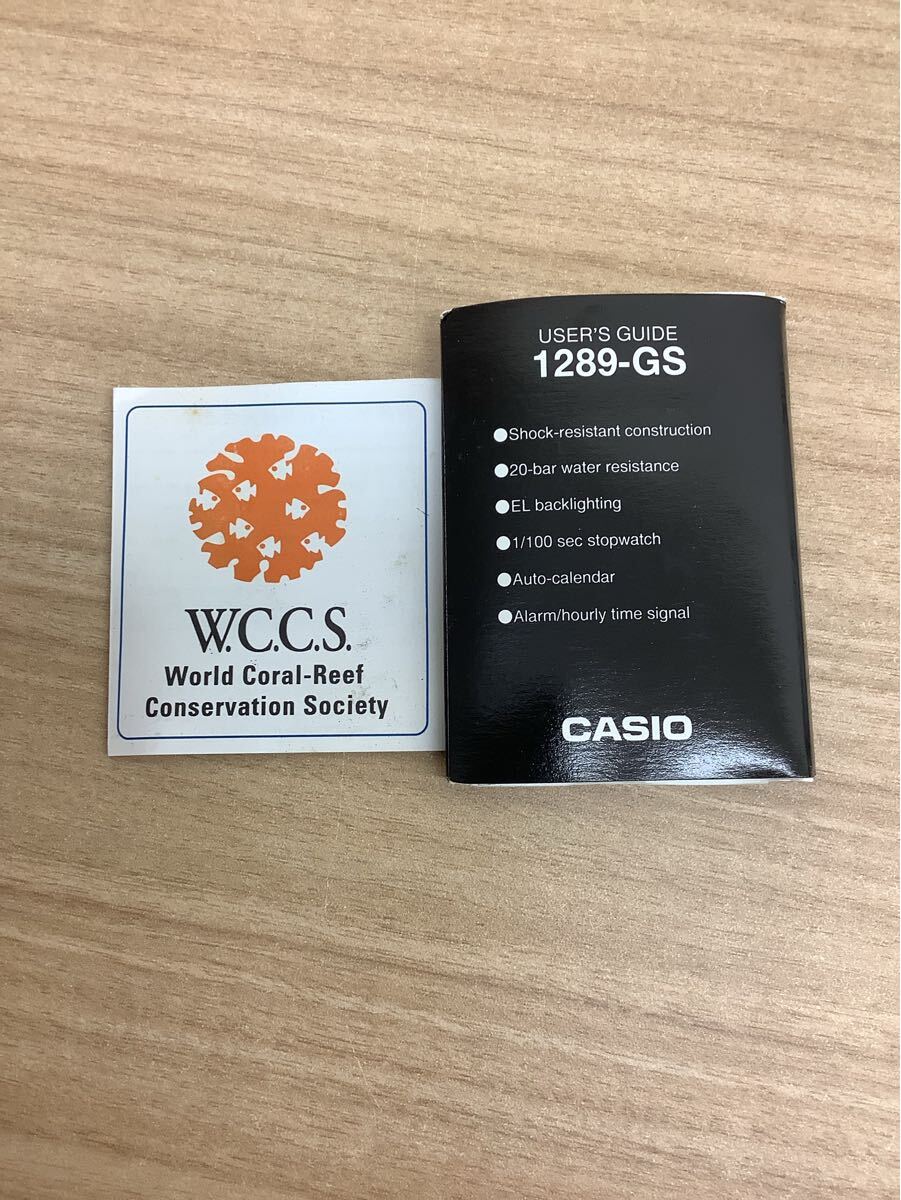 W.C.C.S.
World Coral-Reef
Conservation Society
USER'S GUIDE
1289-GS
●Shock-resistant construction
●20-bar water resistance
●EL backlighting
●1/100 sec stopwatch
●Auto-calendar
●Alarm/hourly time signal
CASIO